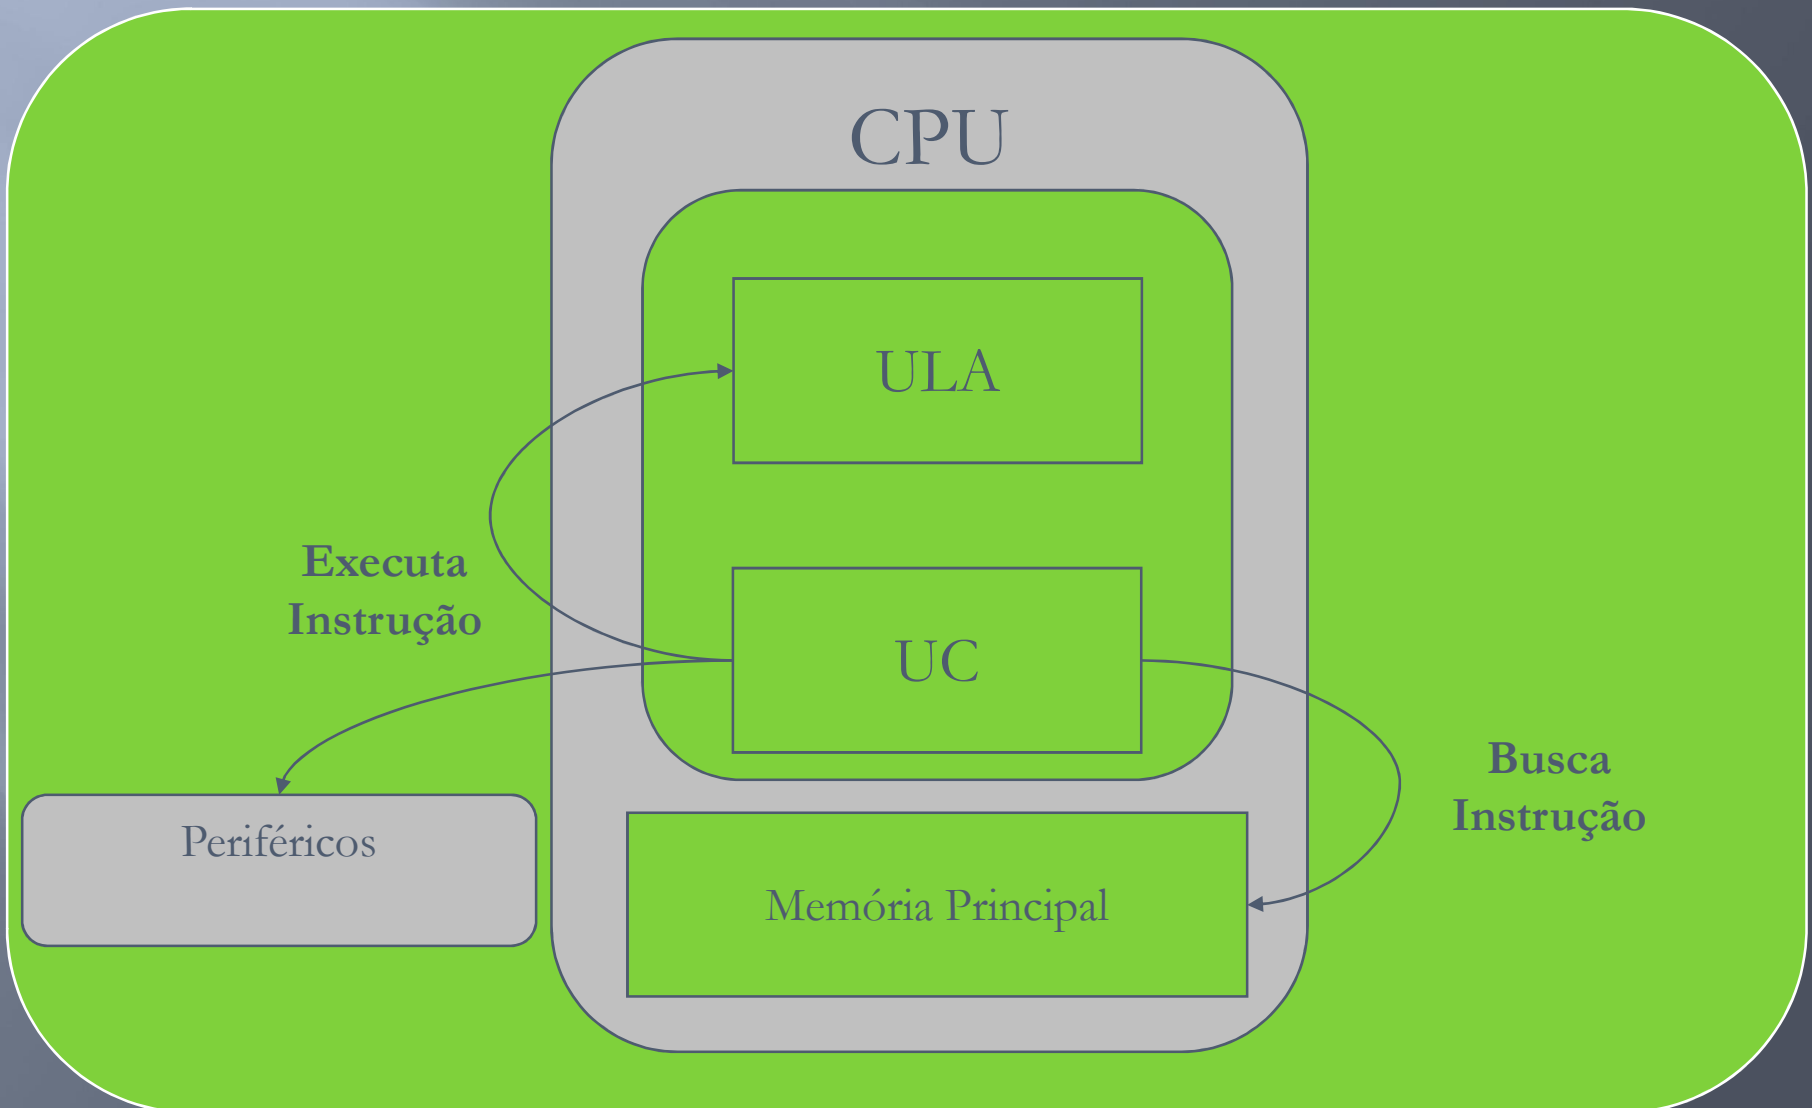 CPU
ULA
Executa
Instrução
UC
Busca
Instrução
Periféricos
Memória Principal